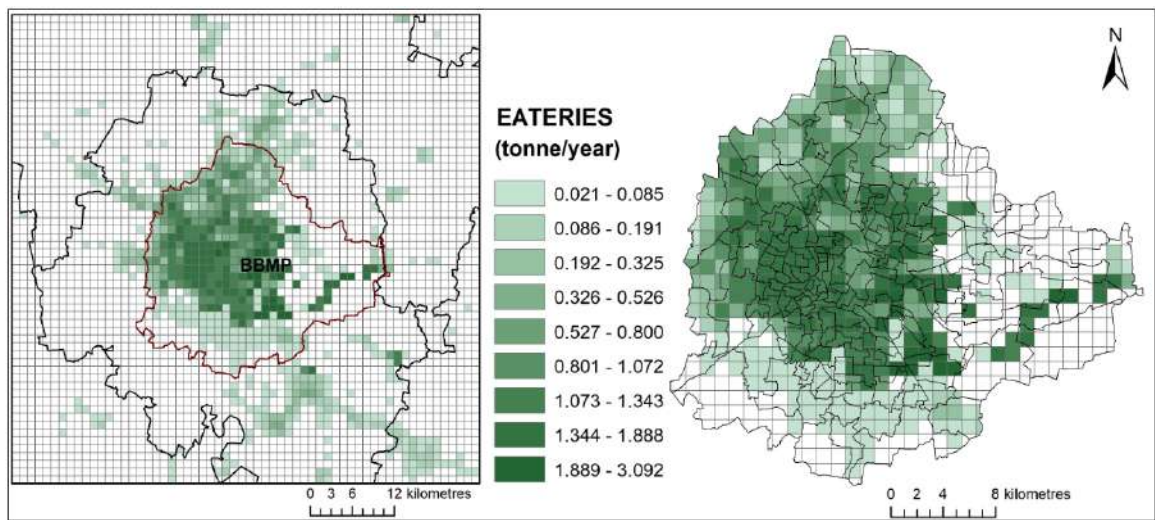 BBMP
0 3 6 12 kilometres
EATERIES
(tonne/year)
0.021 - 0.085
0.086 - 0.191
0.192 - 0.325
0.326 - 0.526
0.527 - 0.800
0.801 - 1.072
1.073 - 1.343
1.344 - 1.888
1.889 - 3.092
N
0 2 4 8 kilometres